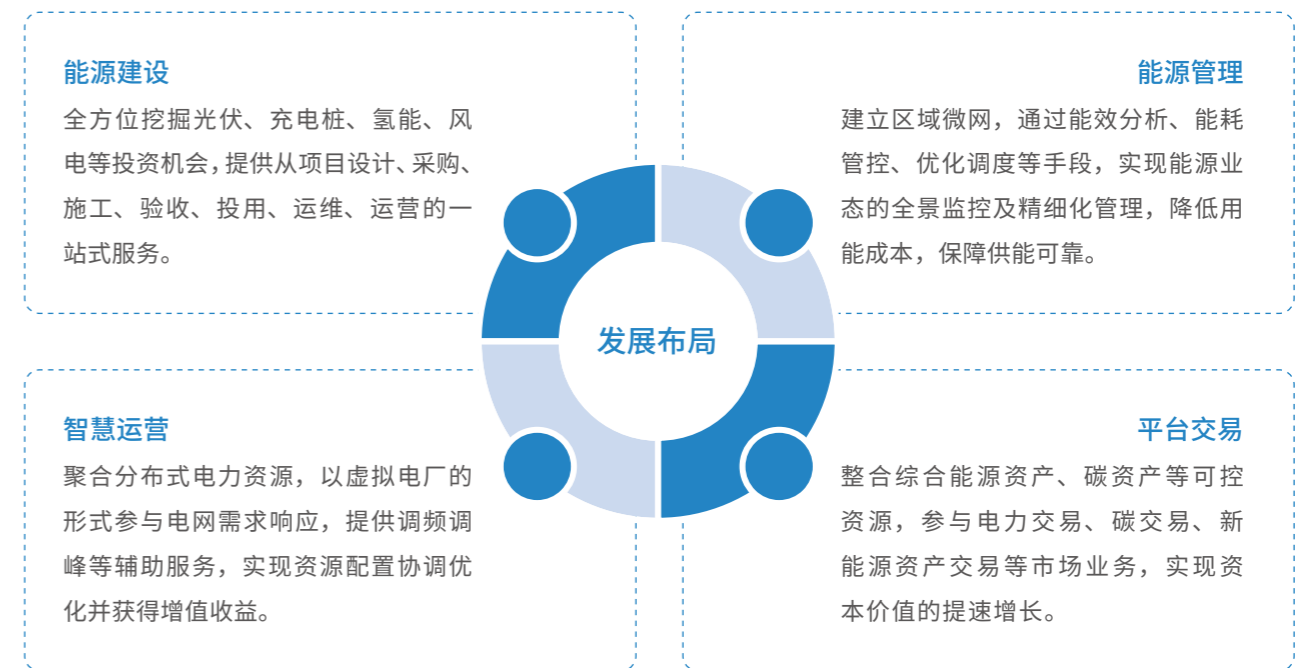 能源建设
全方位挖掘光伏、充电桩、氢能、风
电等投资机会，提供从项目设计、采购、
施工、验收、投用、运维、运营的一
站式服务。
能源管理
建立区域微网，通过能效分析、能耗
管控、优化调度等手段，实现能源业
态的全景监控及精细化管理，降低用
能成本，保障供能可靠。
发展布局
智慧运营
聚合分布式电力资源，以虚拟电厂的
形式参与电网需求响应，提供调频调
峰等辅助服务，实现资源配置协调优
化并获得增值收益。
平台交易
整合综合能源资产、碳资产等可控
资源，参与电力交易、碳交易、新
能源资产交易等市场业务，实现资
本价值的提速增长。